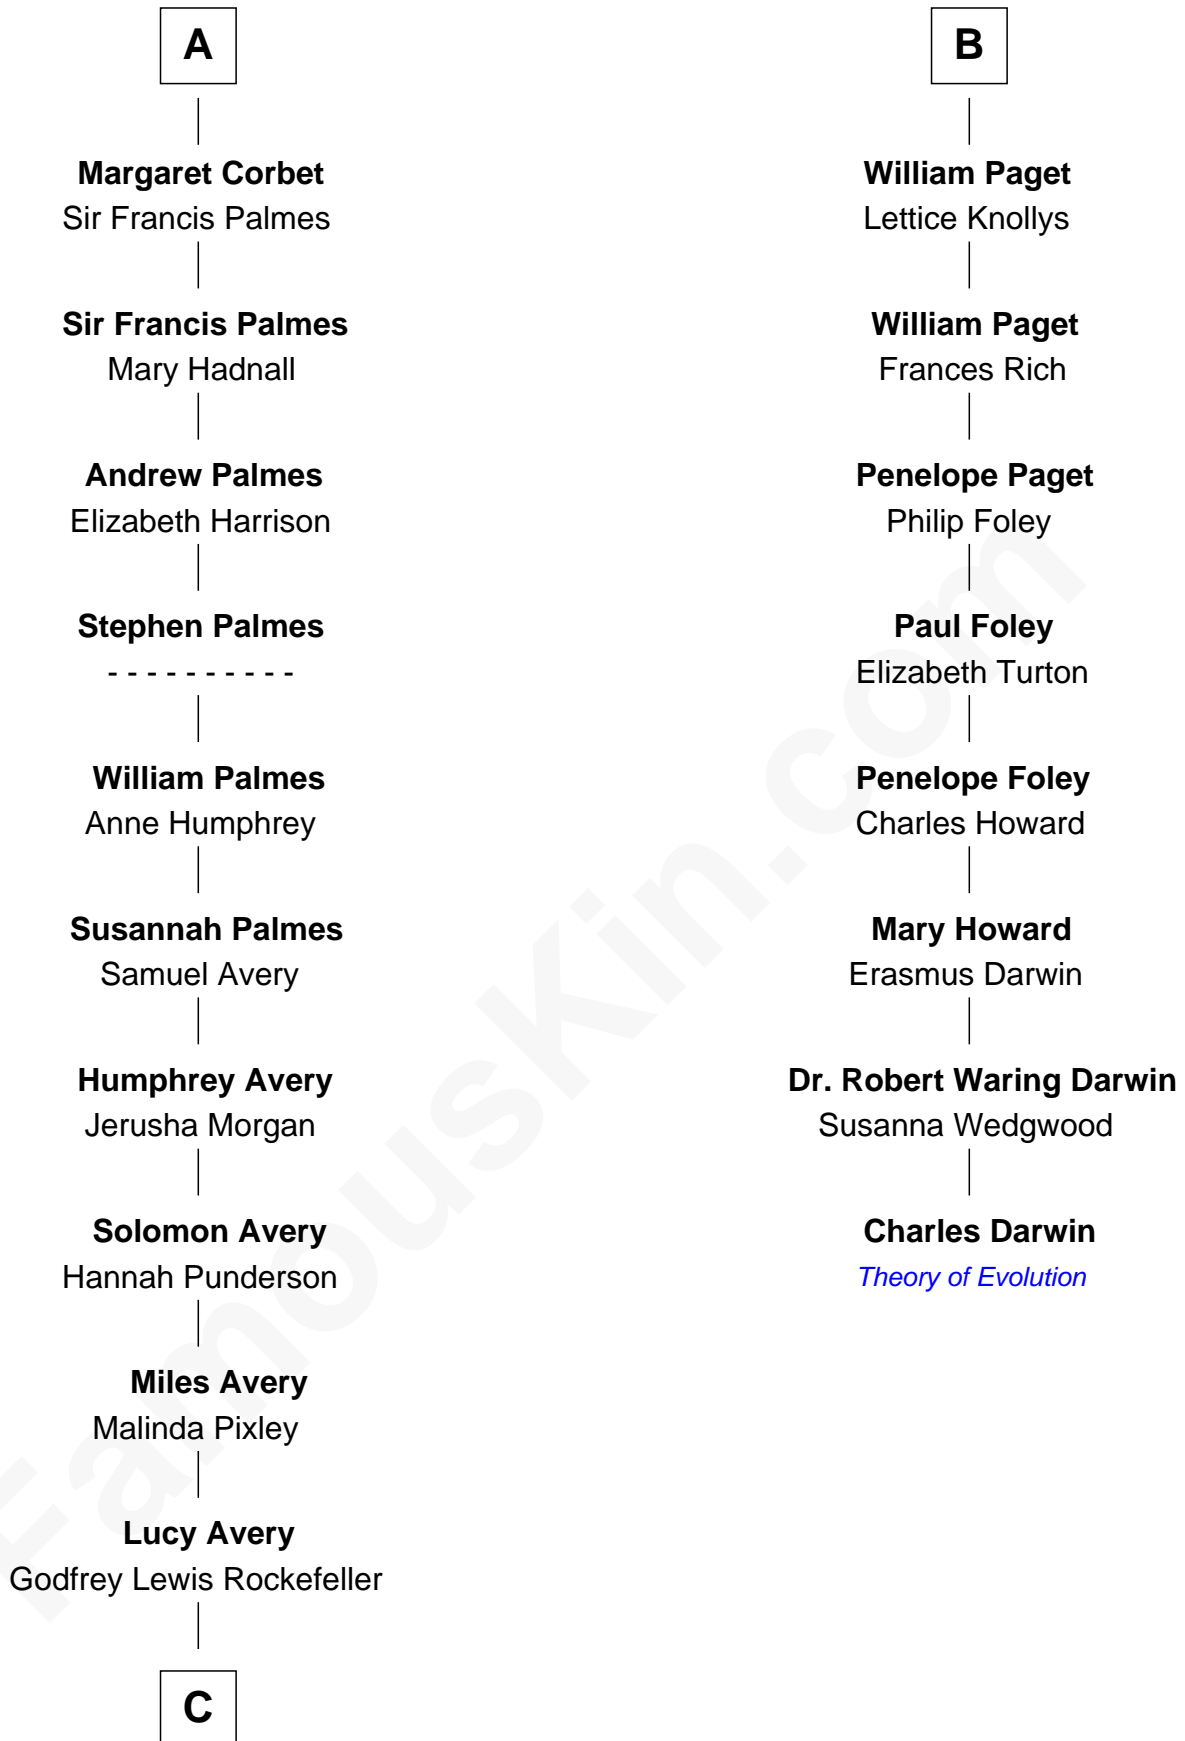 A
Margaret Corbet
Sir Francis Palmes
Sir Francis Palmes
Mary Hadnall
Andrew Palmes
Elizabeth Harrison
Stephen Palmes
- - - - - - - - - -
William Palmes
Anne Humphrey
Susannah Palmes
Samuel Avery
Humphrey Avery
Jerusha Morgan
Solomon Avery
Hannah Punderson
Miles Avery
Malinda Pixley
Lucy Avery
Godfrey Lewis Rockefeller
C
B
William Paget
Lettice Knollys
William Paget
Frances Rich
Penelope Paget
Philip Foley
Paul Foley
Elizabeth Turton
Penelope Foley
Charles Howard
Mary Howard
Erasmus Darwin
Dr. Robert Waring Darwin
Susanna Wedgwood
Charles Darwin
Theory of Evolution
FamousKin.com